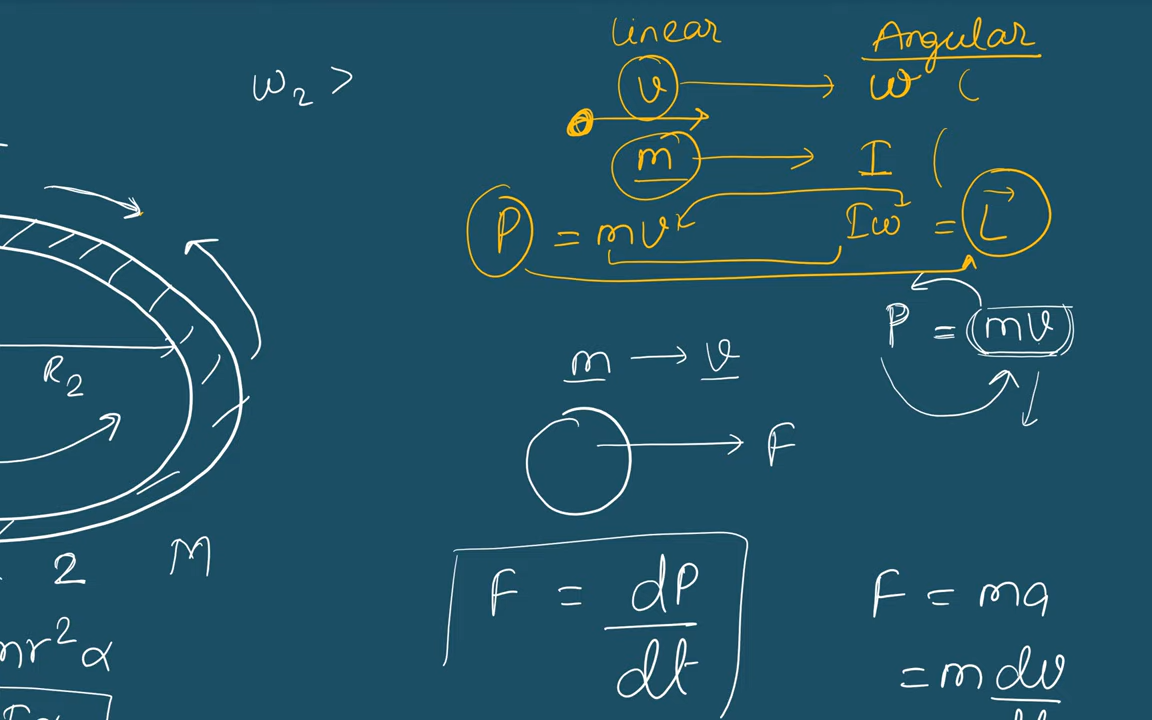 linear Angular
ω₂ >
v → ω (
m → I (
P = mv Iω = L⃗
P = mv
R₂
m → v
F
2 M
F = dP/dt
F = ma
mr²α
= m dv